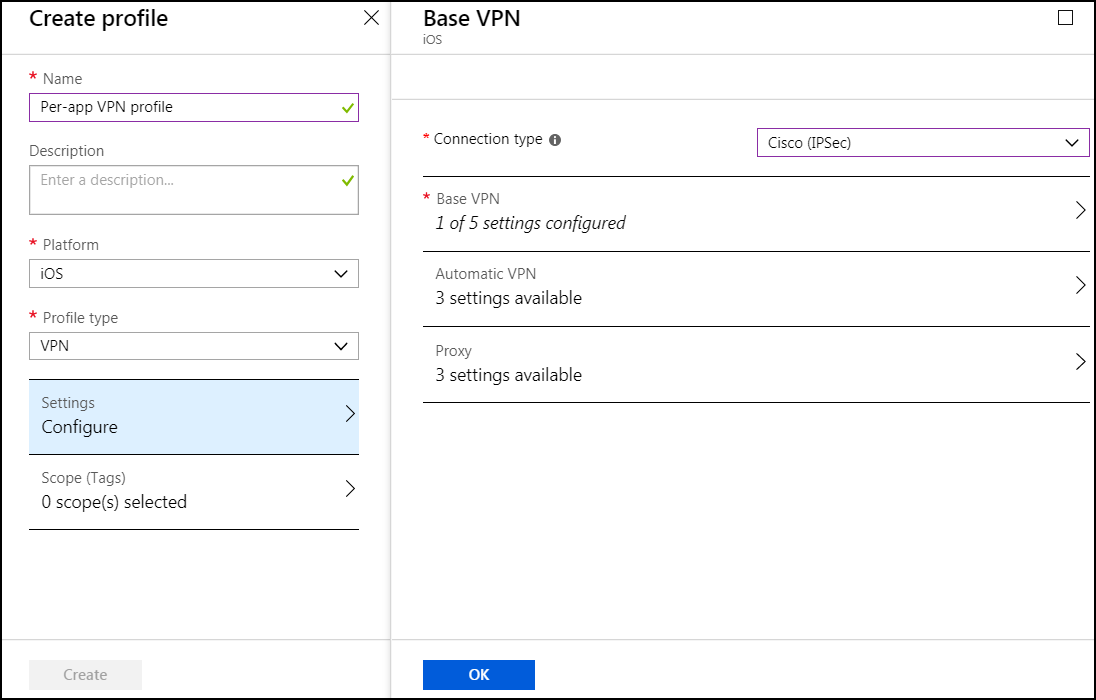 Create profile
* Name
Per-app VPN profile
Description
Enter a description...
* Platform
iOS
* Profile type
VPN
Settings
Configure
Scope (Tags)
0 scope(s) selected
Create
Base VPN
iOS
* Connection type
Cisco (IPSec)
* Base VPN
1 of 5 settings configured
Automatic VPN
3 settings available
Proxy
3 settings available
OK